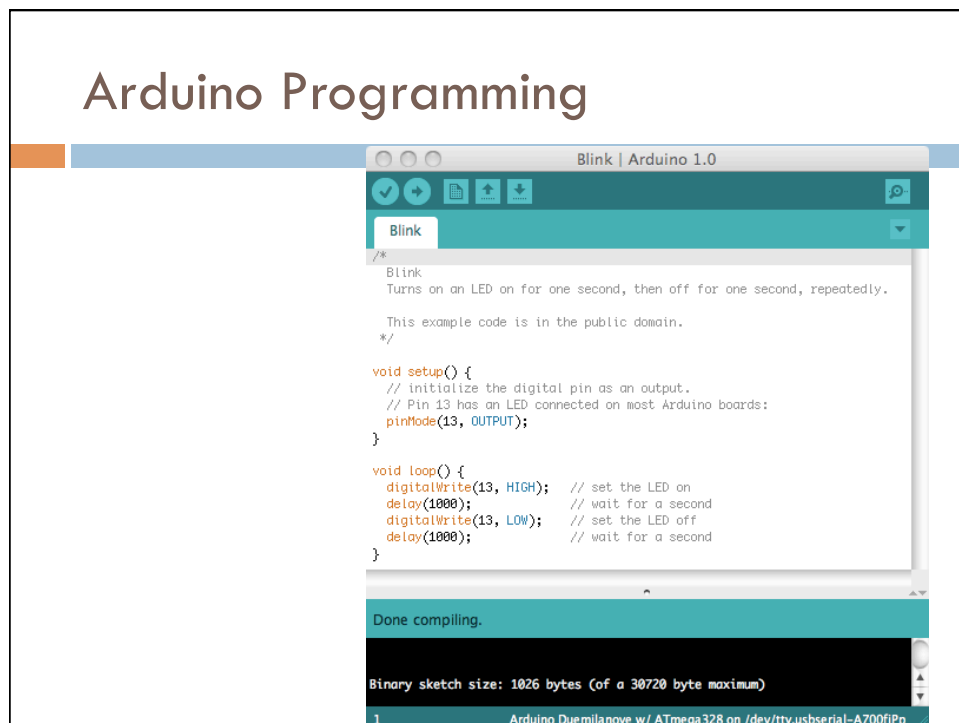 Arduino Programming
Blink | Arduino 1.0
Blink
/*
  Blink
  Turns on an LED on for one second, then off for one second, repeatedly.

  This example code is in the public domain.
 */

void setup() {
  // initialize the digital pin as an output.
  // Pin 13 has an LED connected on most Arduino boards:
  pinMode(13, OUTPUT);
}

void loop() {
  digitalWrite(13, HIGH);   // set the LED on
  delay(1000);              // wait for a second
  digitalWrite(13, LOW);    // set the LED off
  delay(1000);              // wait for a second
}
Done compiling.
Binary sketch size: 1026 bytes (of a 30720 byte maximum)
1 Arduino Duemilanove w/ ATmega328 on /dev/tty.usbserial-A700fiPn